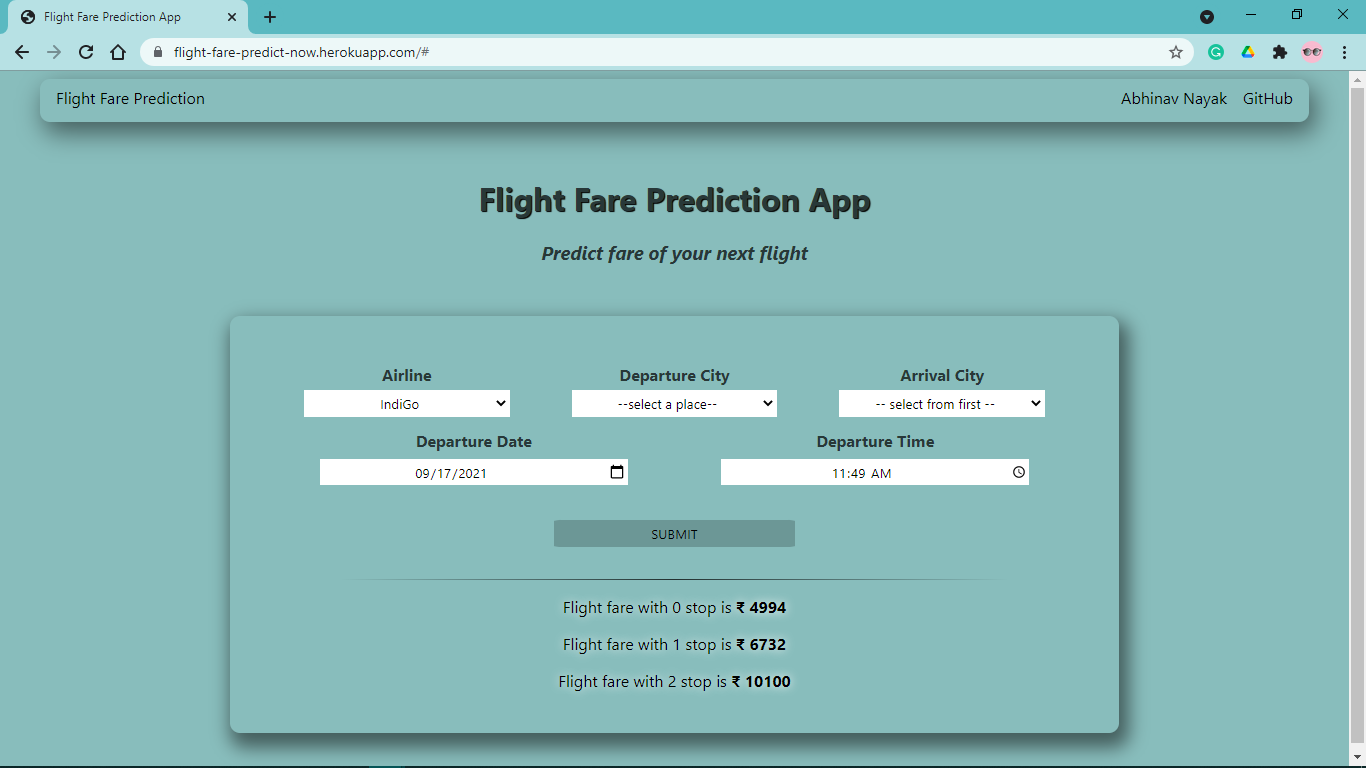 Flight Fare Prediction App
flight-fare-predict-now.herokuapp.com/#
Flight Fare Prediction Abhinav Nayak GitHub
Flight Fare Prediction App
Predict fare of your next flight
Airline Departure City Arrival City
IndiGo --select a place-- -- select from first --
Departure Date Departure Time
09/17/2021 11:49 AM
SUBMIT
Flight fare with 0 stop is ₹ 4994
Flight fare with 1 stop is ₹ 6732
Flight fare with 2 stop is ₹ 10100